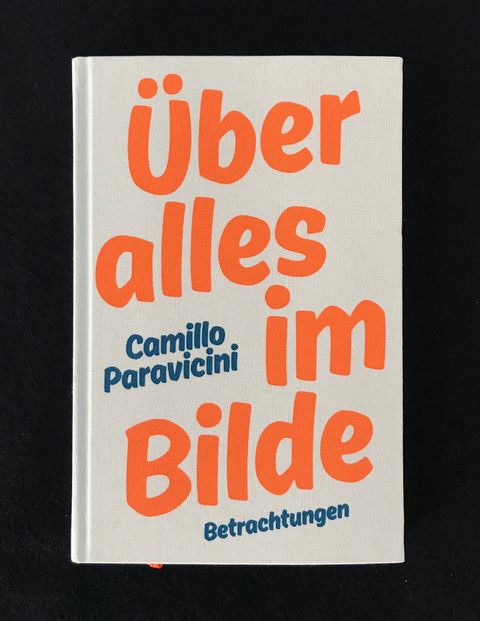 Über
alles
im
Camillo
Paravicini
Bilde
Betrachtungen